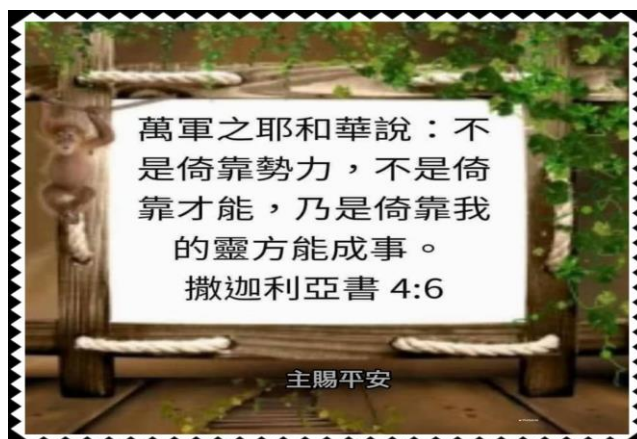 萬軍之耶和華說：不
是倚靠勢力，不是倚
靠才能，乃是倚靠我
的靈方能成事。
撒迦利亞書 4:6
主賜平安